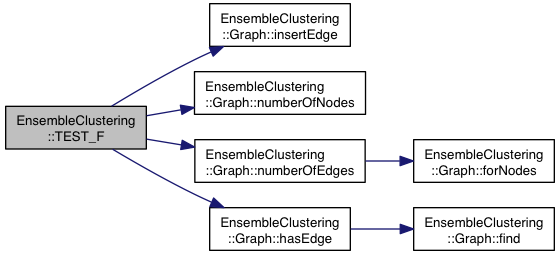 EnsembleClustering
::Graph::insertEdge
EnsembleClustering
::Graph::numberOfNodes
EnsembleClustering
::TEST_F
EnsembleClustering
::Graph::numberOfEdges
EnsembleClustering
::Graph::forNodes
EnsembleClustering
::Graph::hasEdge
EnsembleClustering
::Graph::find